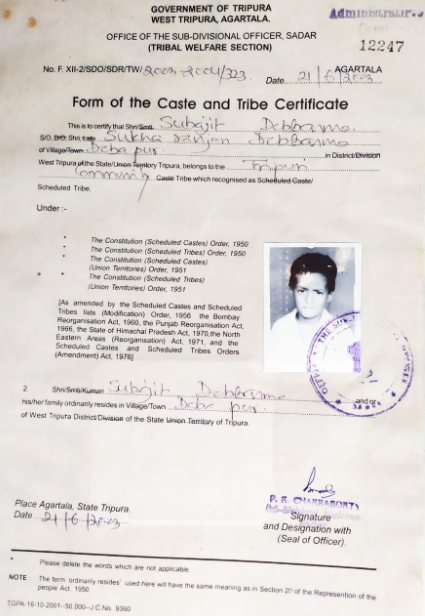 GOVERNMENT OF TRIPURA
WEST TRIPURA, AGARTALA.
OFFICE OF THE SUB-DIVISIONAL OFFICER, SADAR
(TRIBAL WELFARE SECTION)
12247
No. F. XII-2/SDO/SDR/TW/2003-2004/323 AGARTALA
Date 21/6/2003
Form of the Caste and Tribe Certificate
This is to certify that Shri/Smti. Subajit Debbarma
S/O, D/O, Shri, Sukha ranjan Debbarma
of Village/Town Deba pur. in District/Division
West Tripura of the State/Union Territory Tripura, belongs to the Tripuri
Community Caste Tribe which recognised as Scheduled Caste/
Scheduled Tribe.
Under :-
* The Constitution (Scheduled Castes) Order, 1950
* The Constitution (Scheduled Tribes) Order, 1950
* The Constitution (Scheduled Castes)
(Union Territories) Order, 1951
* The Constitution (Scheduled Tribes)
(Union Territories) Order, 1951
[As amended by the Scheduled Castes and Scheduled
Tribes lists (Modification) Order, 1956 the Bombay
Reorganisation Act, 1960, the Punjab Reorganisation Act,
1966, the State of Himachal Pradesh Act, 1970, the North
Eastern Areas (Reorganisation) Act, 1971, and the
Scheduled Castes and Scheduled Tribes Orders
(Amendment) Act, 1976]
2 Shri/Smti/Kumari Subajit Debbarma and or
his/her family ordinarily resides in Village/Town Deba pur.
of West Tripura District/Division of the State Union Territory of Tripura.
P. R. CHAKRABORTY
Place Agartala, State Tripura.
Date 21/6/2003
Signature
and Designation with
(Seal of Officer).
* Please delete the words which are not applicable.
NOTE The term ordinarily resides' used here will have the same meaning as in Section 20 of the Represention of the
people Act, 1950.
TGPA-16-10-2001-50,000-J.C No. 9360